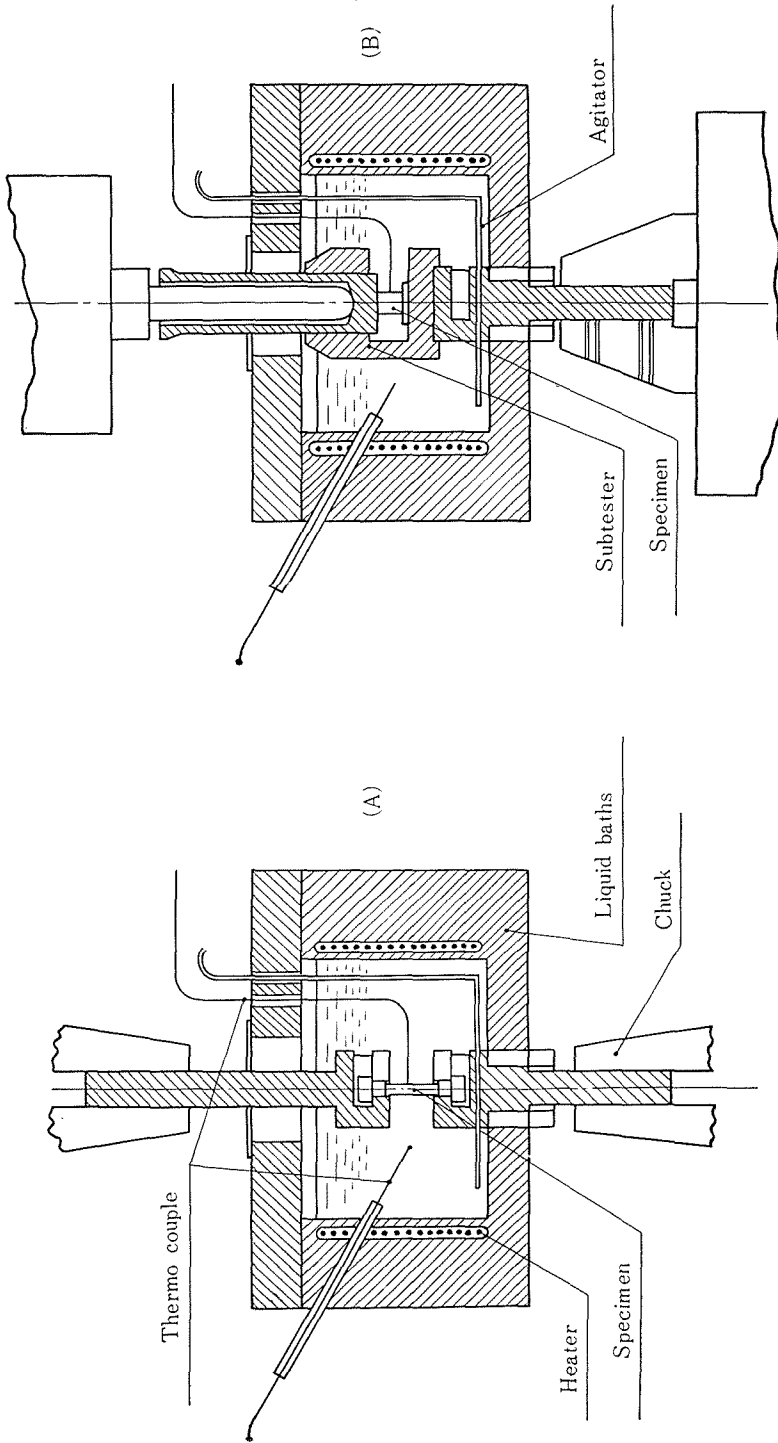 Thermo couple
(A)
Heater
Specimen
Liquid baths
Chuck
(B)
Subtester
Specimen
Agitator